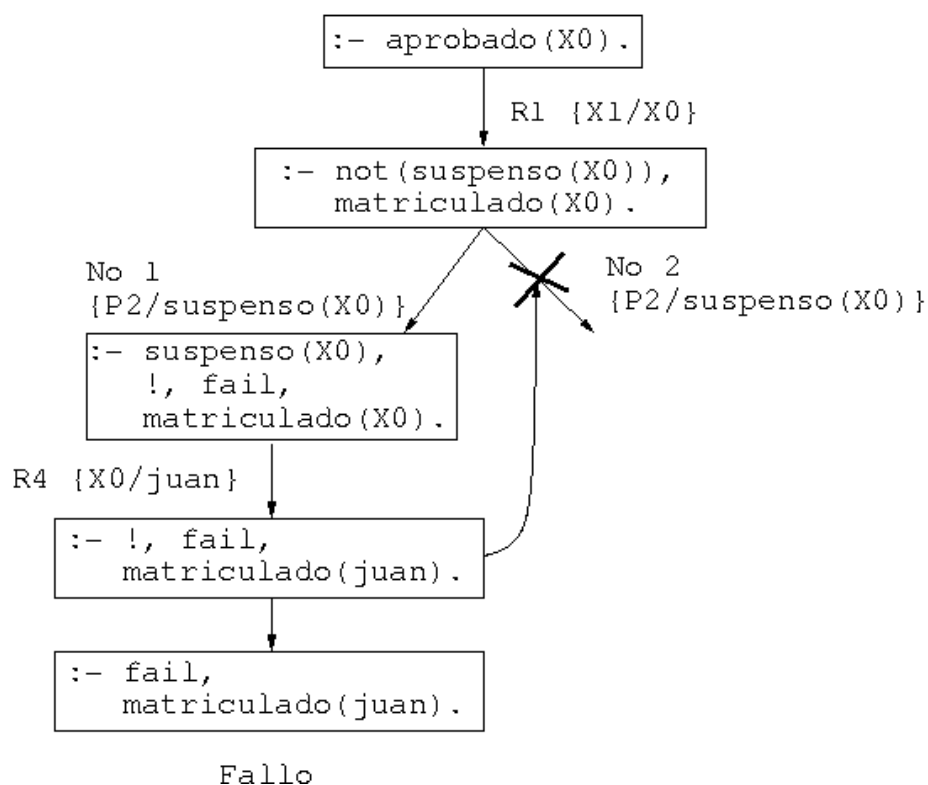 :- aprobado(X0).
R1 {X1/X0}
:- not(suspenso(X0)),
matriculado(X0).
No 1
{P2/suspenso(X0)}
No 2
{P2/suspenso(X0)}
:- suspenso(X0),
!, fail,
matriculado(X0).
R4 {X0/juan}
:- !, fail,
matriculado(juan).
:- fail,
matriculado(juan).
Fallo